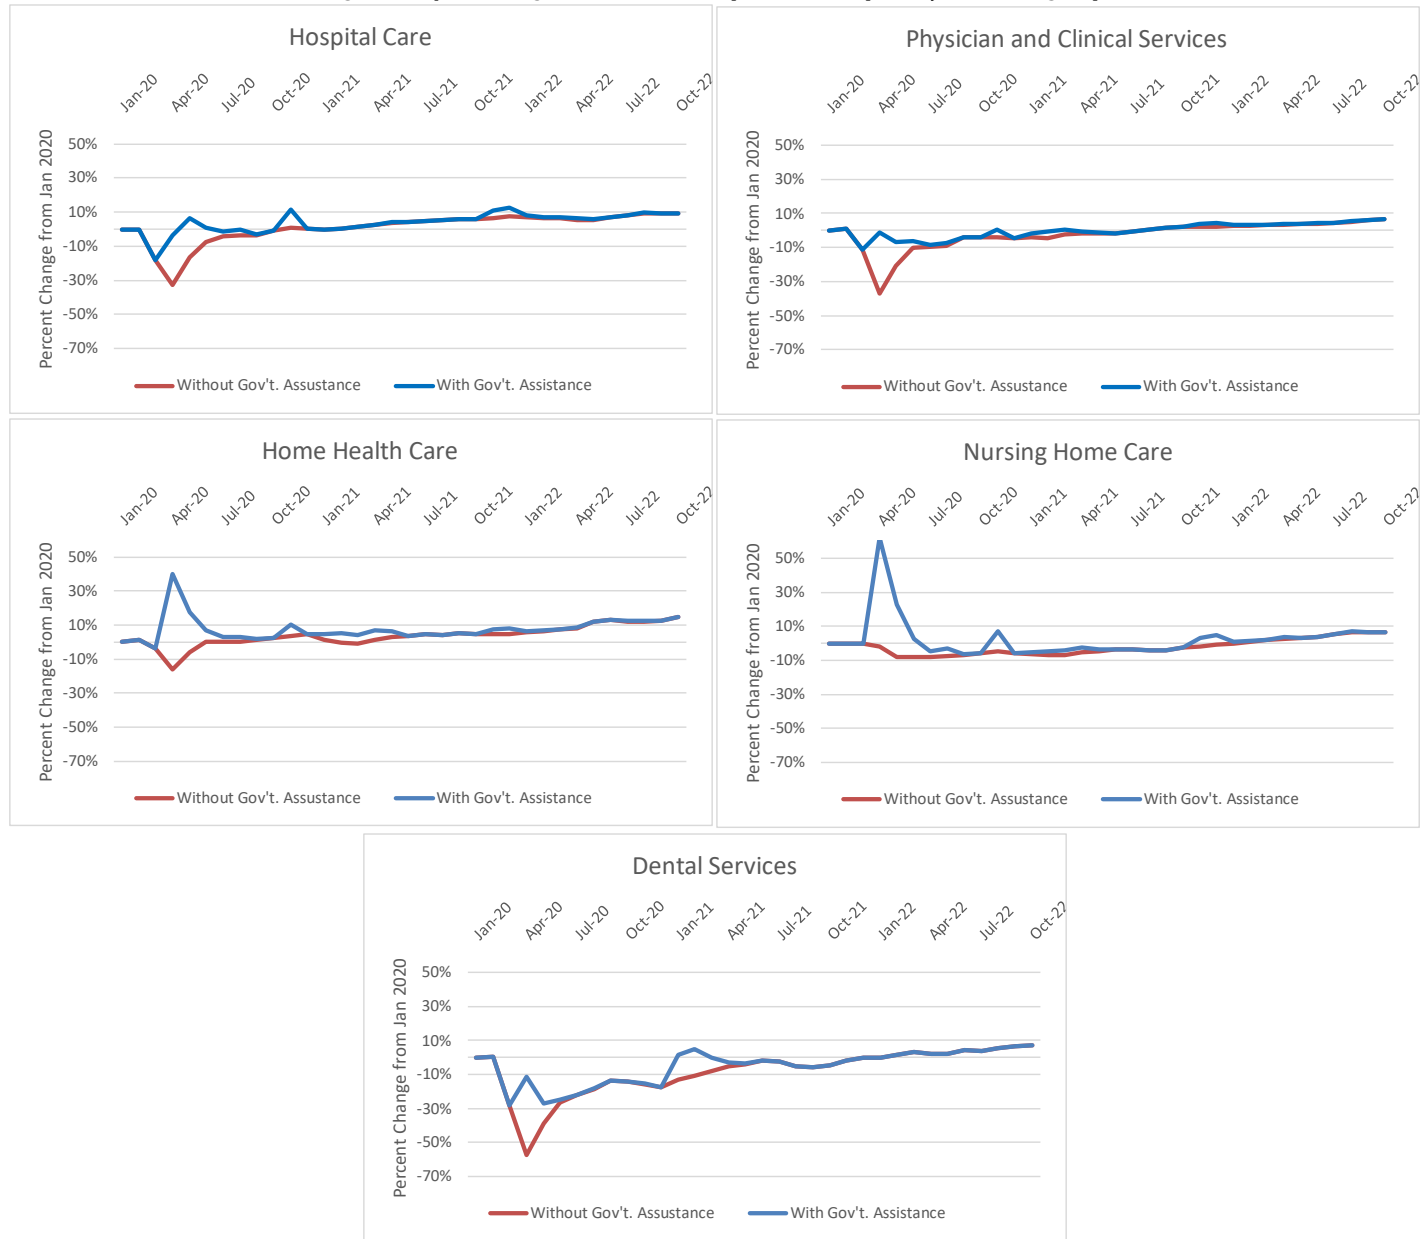 Hospital Care
Jan-20 Apr-20 Jul-20 Oct-20 Jan-21 Apr-21 Jul-21 Oct-21 Jan-22 Apr-22 Jul-22 Oct-22
Percent Change from Jan 2020
50%
30%
10%
-10%
-30%
-50%
-70%
Without Gov't. Assustance With Gov't. Assistance
Physician and Clinical Services
Jan-20 Apr-20 Jul-20 Oct-20 Jan-21 Apr-21 Jul-21 Oct-21 Jan-22 Apr-22 Jul-22 Oct-22
Percent Change from Jan 2020
50%
30%
10%
-10%
-30%
-50%
-70%
Without Gov't. Assustance With Gov't. Assistance
Home Health Care
Jan-20 Apr-20 Jul-20 Oct-20 Jan-21 Apr-21 Jul-21 Oct-21 Jan-22 Apr-22 Jul-22 Oct-22
Percent Change from Jan 2020
50%
30%
10%
-10%
-30%
-50%
-70%
Without Gov't. Assustance With Gov't. Assistance
Nursing Home Care
Jan-20 Apr-20 Jul-20 Oct-20 Jan-21 Apr-21 Jul-21 Oct-21 Jan-22 Apr-22 Jul-22 Oct-22
Percent Change from Jan 2020
50%
30%
10%
-10%
-30%
-50%
-70%
Without Gov't. Assustance With Gov't. Assistance
Dental Services
Jan-20 Apr-20 Jul-20 Oct-20 Jan-21 Apr-21 Jul-21 Oct-21 Jan-22 Apr-22 Jul-22 Oct-22
Percent Change from Jan 2020
50%
30%
10%
-10%
-30%
-50%
-70%
Without Gov't. Assustance With Gov't. Assistance